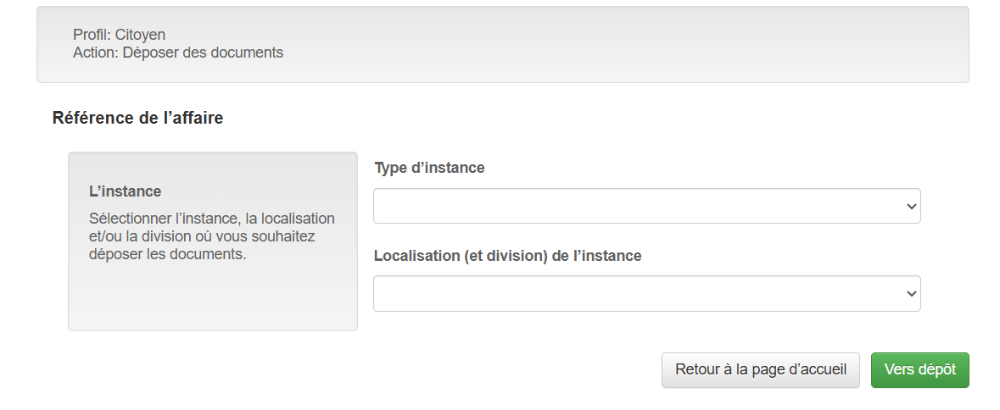 Profil: Citoyen
Action: Déposer des documents
Référence de l’affaire
L’instance
Sélectionner l’instance, la localisation
et/ou la division où vous souhaitez
déposer les documents.
Type d’instance
Localisation (et division) de l’instance
Retour à la page d’accueil
Vers dépôt